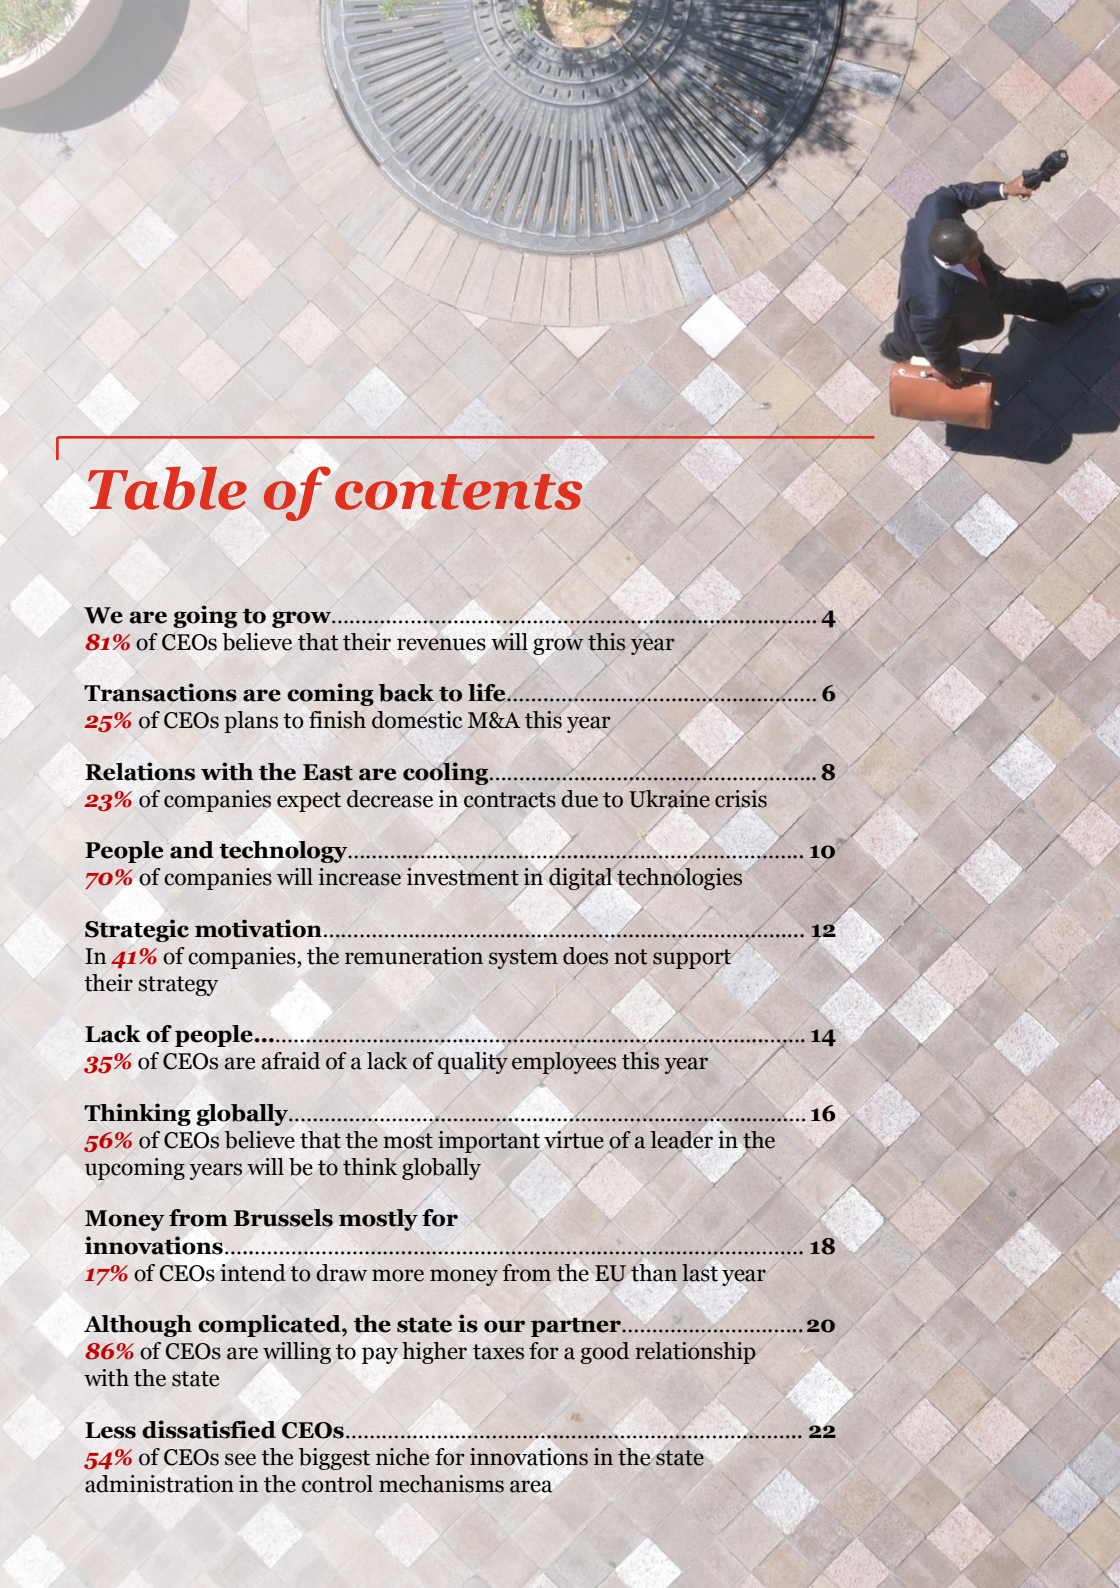 Table of contents
We are going to grow.................................................................................. 4
81% of CEOs believe that their revenues will grow this year
Transactions are coming back to life................................................... 6
25% of CEOs plans to finish domestic M&A this year
Relations with the East are cooling...................................................... 8
23% of companies expect decrease in contracts due to Ukraine crisis
People and technology............................................................................ 10
70% of companies will increase investment in digital technologies
Strategic motivation................................................................................ 12
In 41% of companies, the remuneration system does not support
their strategy
Lack of people…........................................................................................ 14
35% of CEOs are afraid of a lack of quality employees this year
Thinking globally...................................................................................... 16
56% of CEOs believe that the most important virtue of a leader in the
upcoming years will be to think globally
Money from Brussels mostly for
innovations................................................................................................ 18
17% of CEOs intend to draw more money from the EU than last year
Although complicated, the state is our partner.............................. 20
86% of CEOs are willing to pay higher taxes for a good relationship
with the state
Less dissatisfied CEOs............................................................................ 22
54% of CEOs see the biggest niche for innovations in the state
administration in the control mechanisms area